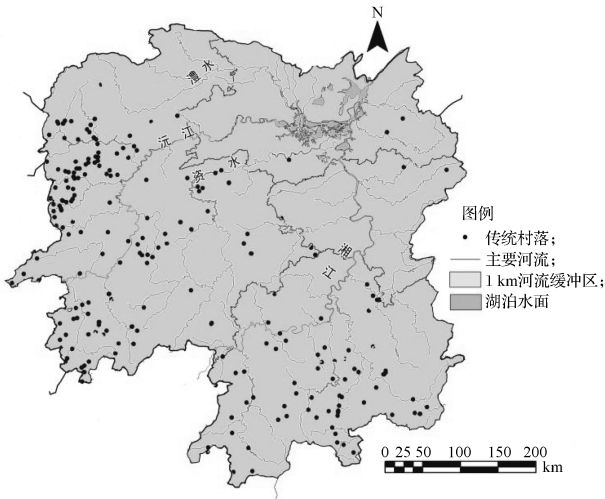 N
澧水
沅江
资水
湘江
图例
传统村落；
主要河流；
1 km河流缓冲区；
湖泊水面
0 25 50 100 150 200
km